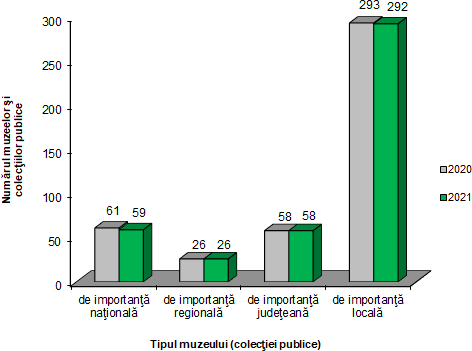 Numărul muzeelor şi
colecţiilor publice
300
250
200
150
100
50
0
61
59
26
26
58
58
293
292
2020
2021
de importanţă
naţională
de importanţă
regională
de importanţă
judeţeană
de importanţă
locală
Tipul muzeului (colecţiei publice)